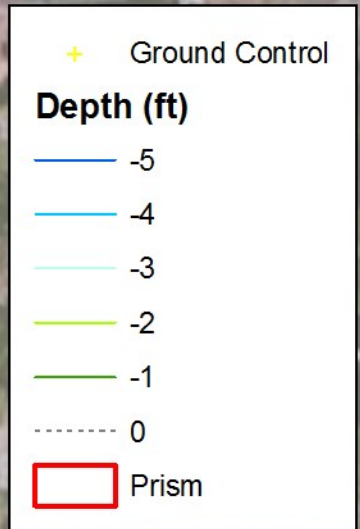 Ground Control
Depth (ft)
-5
-4
-3
-2
-1
0
Prism